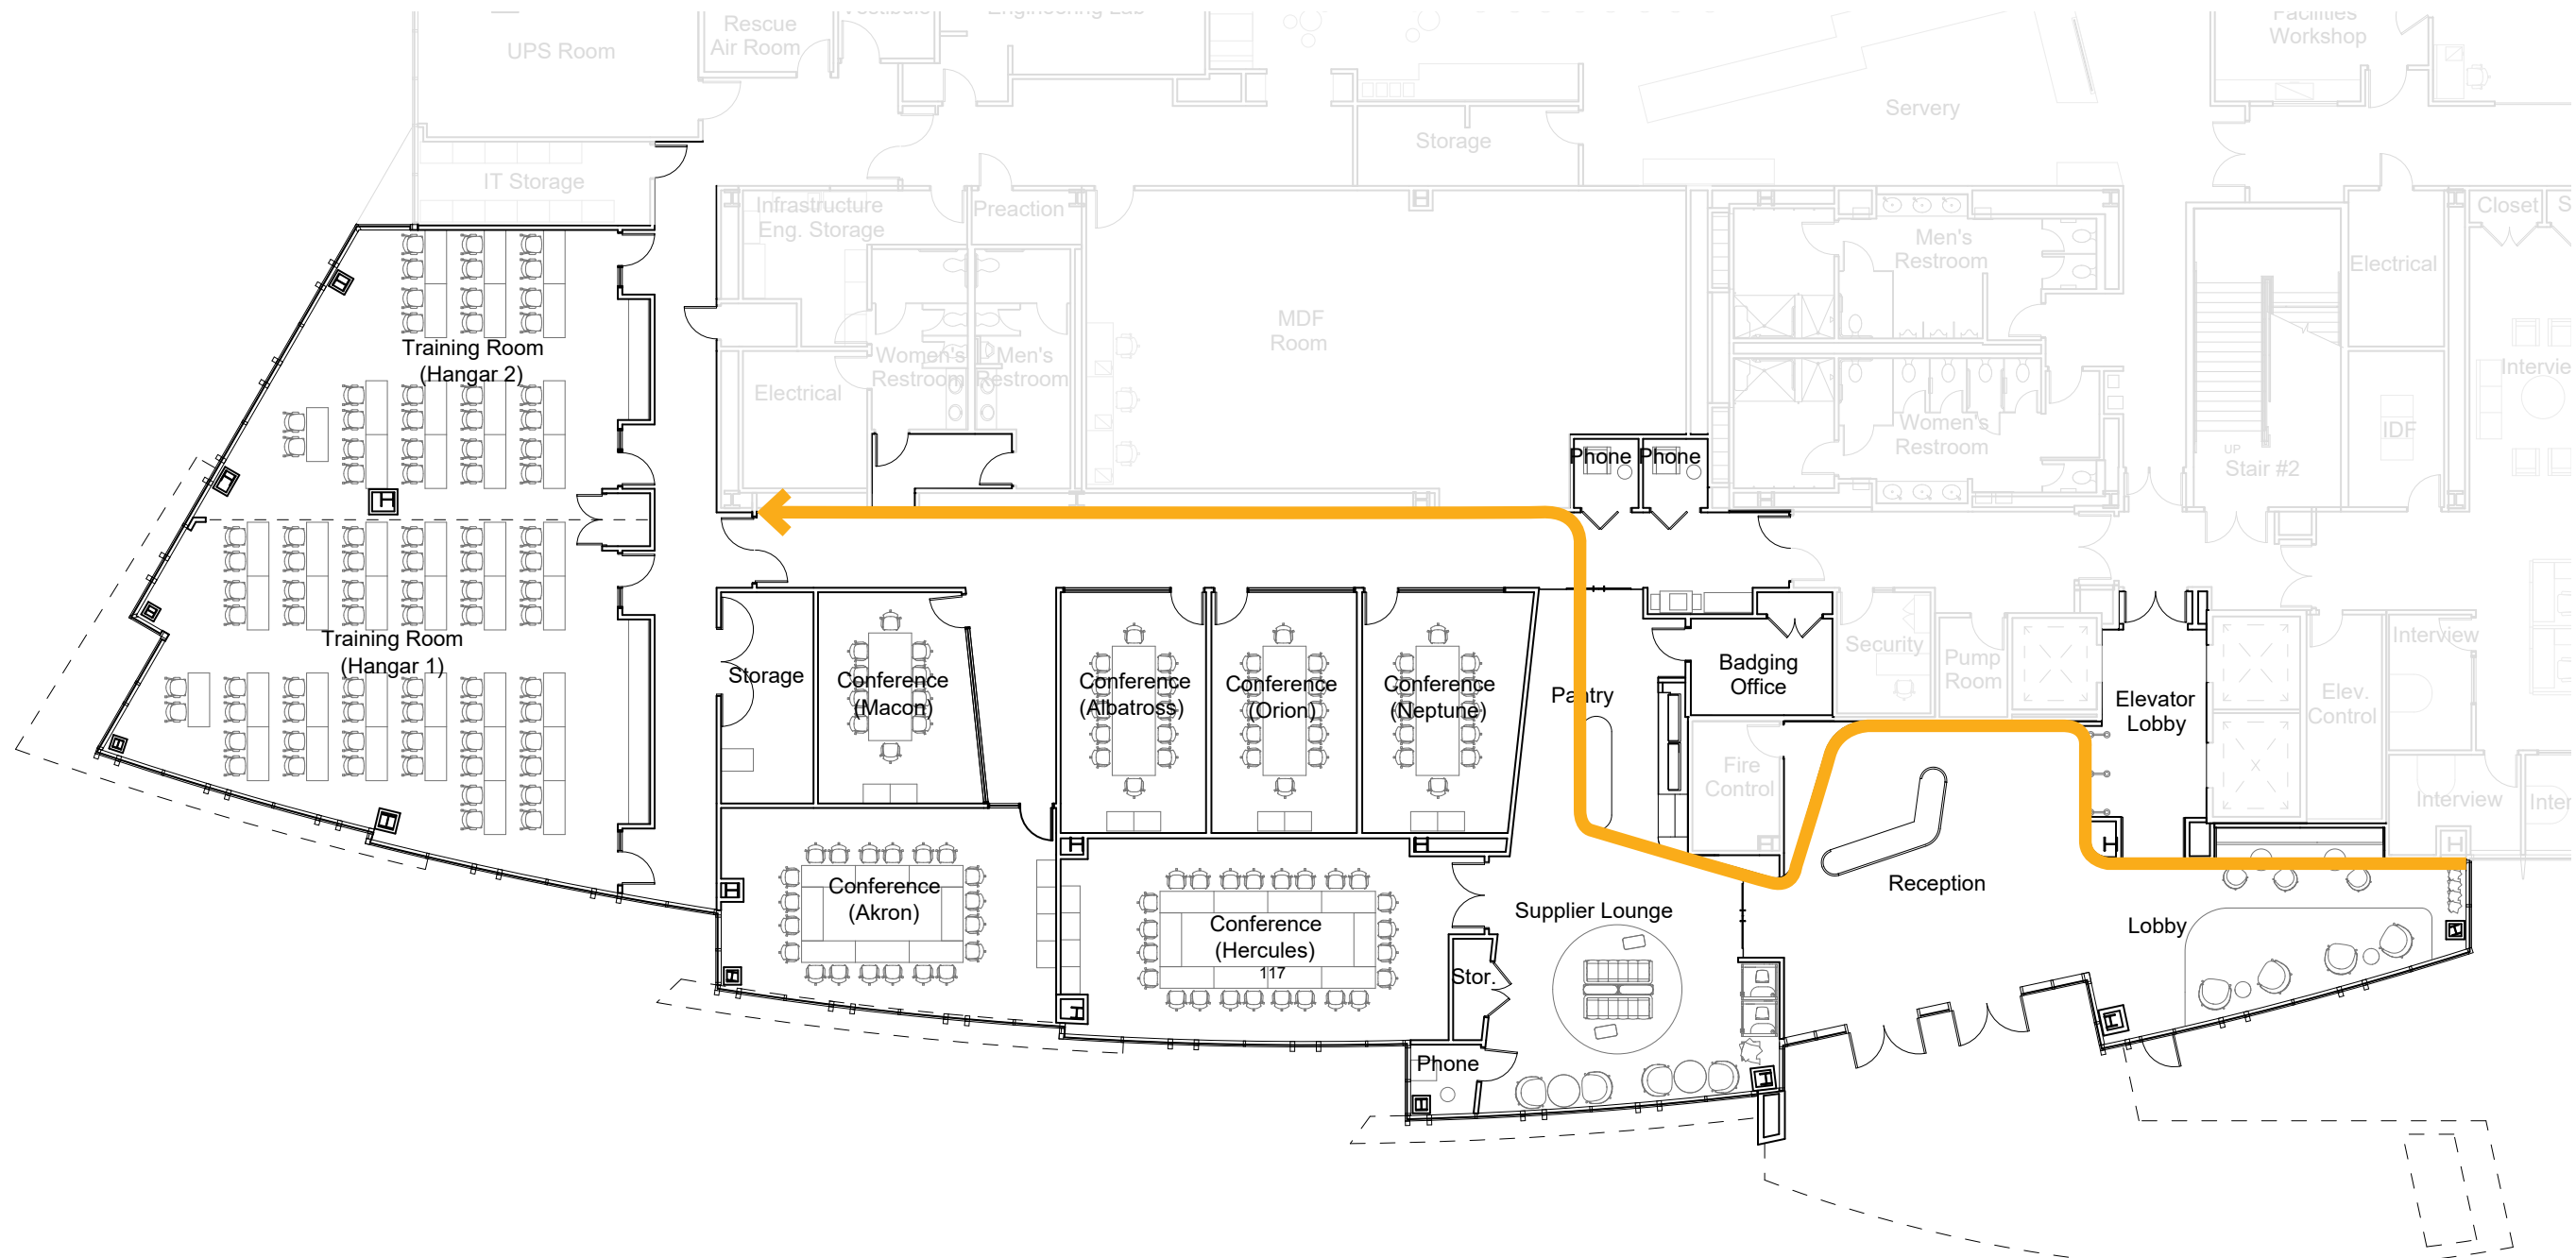 Rescue
Air Room
UPS Room
Engineering Lab
Facilities
Workshop
Servery
Storage
IT Storage
Infrastructure
Eng. Storage
Preaction
Men's
Restroom
Closet
Electrical
MDF
Room
Training Room
(Hangar 2)
Women's
Restroom
Men's
Restroom
Electrical
Women's
Restroom
IDF
UP
Stair #2
Phone
Phone
Training Room
(Hangar 1)
Storage
Conference
(Macon)
Conference
(Albatross)
Conference
(Orion)
Conference
(Neptune)
Pantry
Badging
Office
Security
Pump
Room
Elevator
Lobby
Elev.
Control
Interview
Fire
Control
Interview
Conference
(Akron)
Conference
(Hercules)
117
Supplier Lounge
Reception
Lobby
Stor.
Phone